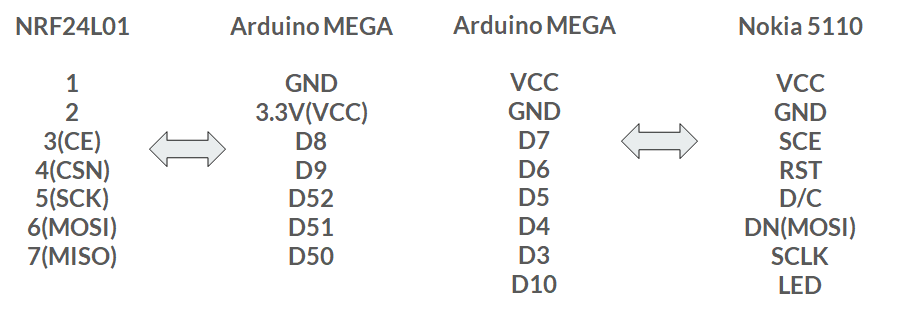 NRF24L01 Arduino MEGA Arduino MEGA Nokia 5110
1 GND VCC VCC
2 3.3V(VCC) GND GND
3(CE) D8 D7 SCE
4(CSN) D9 D6 RST
5(SCK) D52 D5 D/C
6(MOSI) D51 D4 DN(MOSI)
7(MISO) D50 D3 SCLK
D10 LED